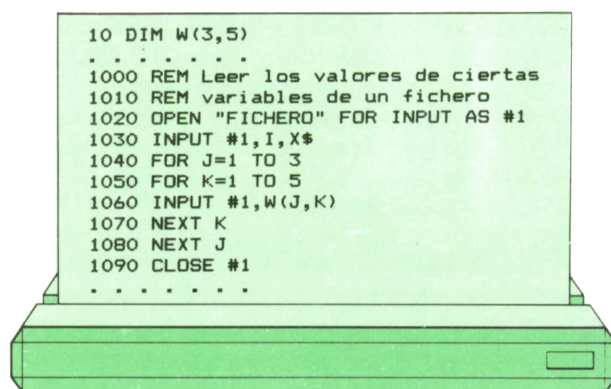 10 DIM W(3,5)
. . . . . . .
1000 REM Leer los valores de ciertas
1010 REM variables de un fichero
1020 OPEN "FICHERO" FOR INPUT AS #1
1030 INPUT #1,I,X$
1040 FOR J=1 TO 3
1050 FOR K=1 TO 5
1060 INPUT #1,W(J,K)
1070 NEXT K
1080 NEXT J
1090 CLOSE #1
. . . . . . .